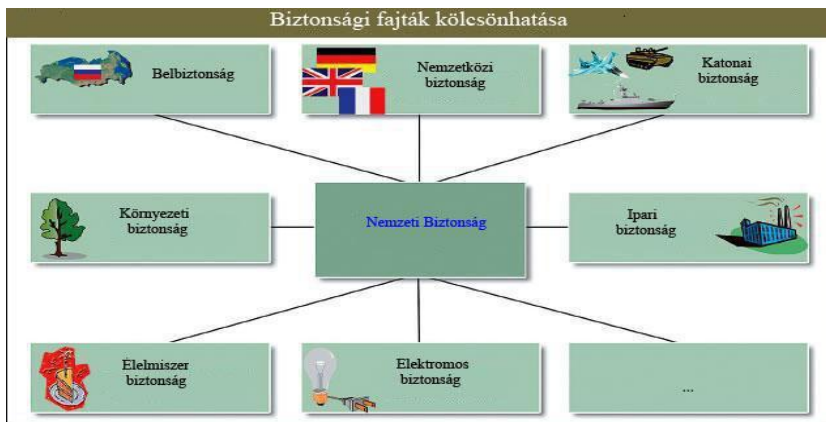 Biztonsági fajták kölcsönhatása
Belbiztonság
Nemzetközi
biztonság
Katonai
biztonság
Környezeti
biztonság
Nemzeti Biztonság
Ipari
biztonság
Élelmiszer
biztonság
Elektromos
biztonság
...